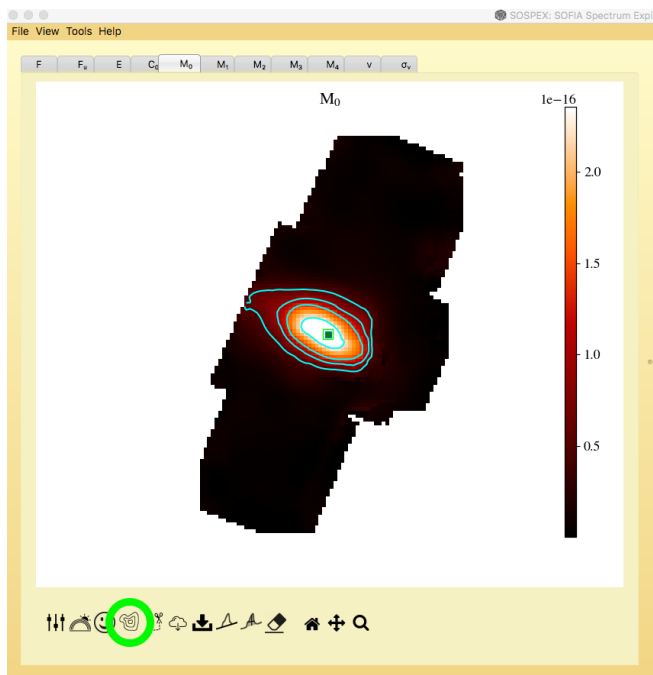 SOSPEX: SOFIA Spectrum Expl
File View Tools Help
F Fᵤ E C₀ M₀ M₁ M₂ M₃ M₄ v σᵥ
M₀
1e−16
2.0
1.5
1.0
0.5